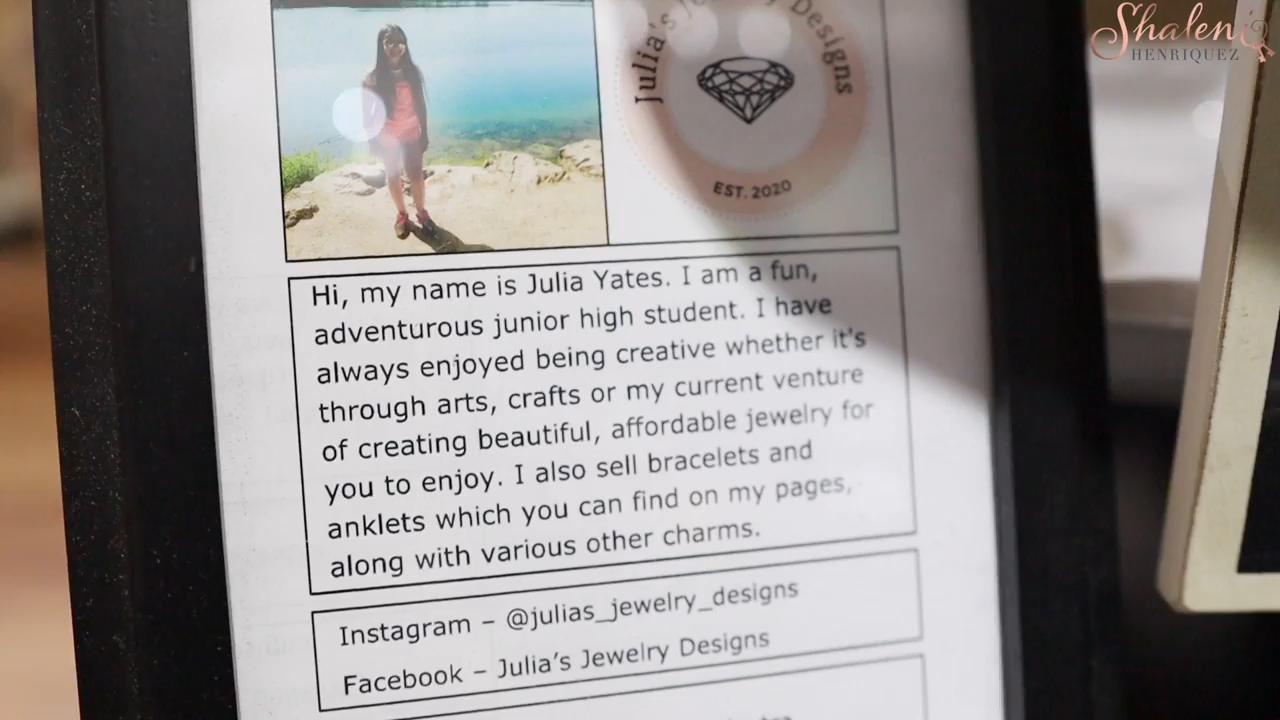 Shalen
HENRIQUEZ
Julia's Jewelry Designs
EST. 2020
Hi, my name is Julia Yates. I am a fun,
adventurous junior high student. I have
always enjoyed being creative whether it's
through arts, crafts or my current venture
of creating beautiful, affordable jewelry for
you to enjoy. I also sell bracelets and
anklets which you can find on my pages,
along with various other charms.
Instagram – @julias_jewelry_designs
Facebook – Julia's Jewelry Designs